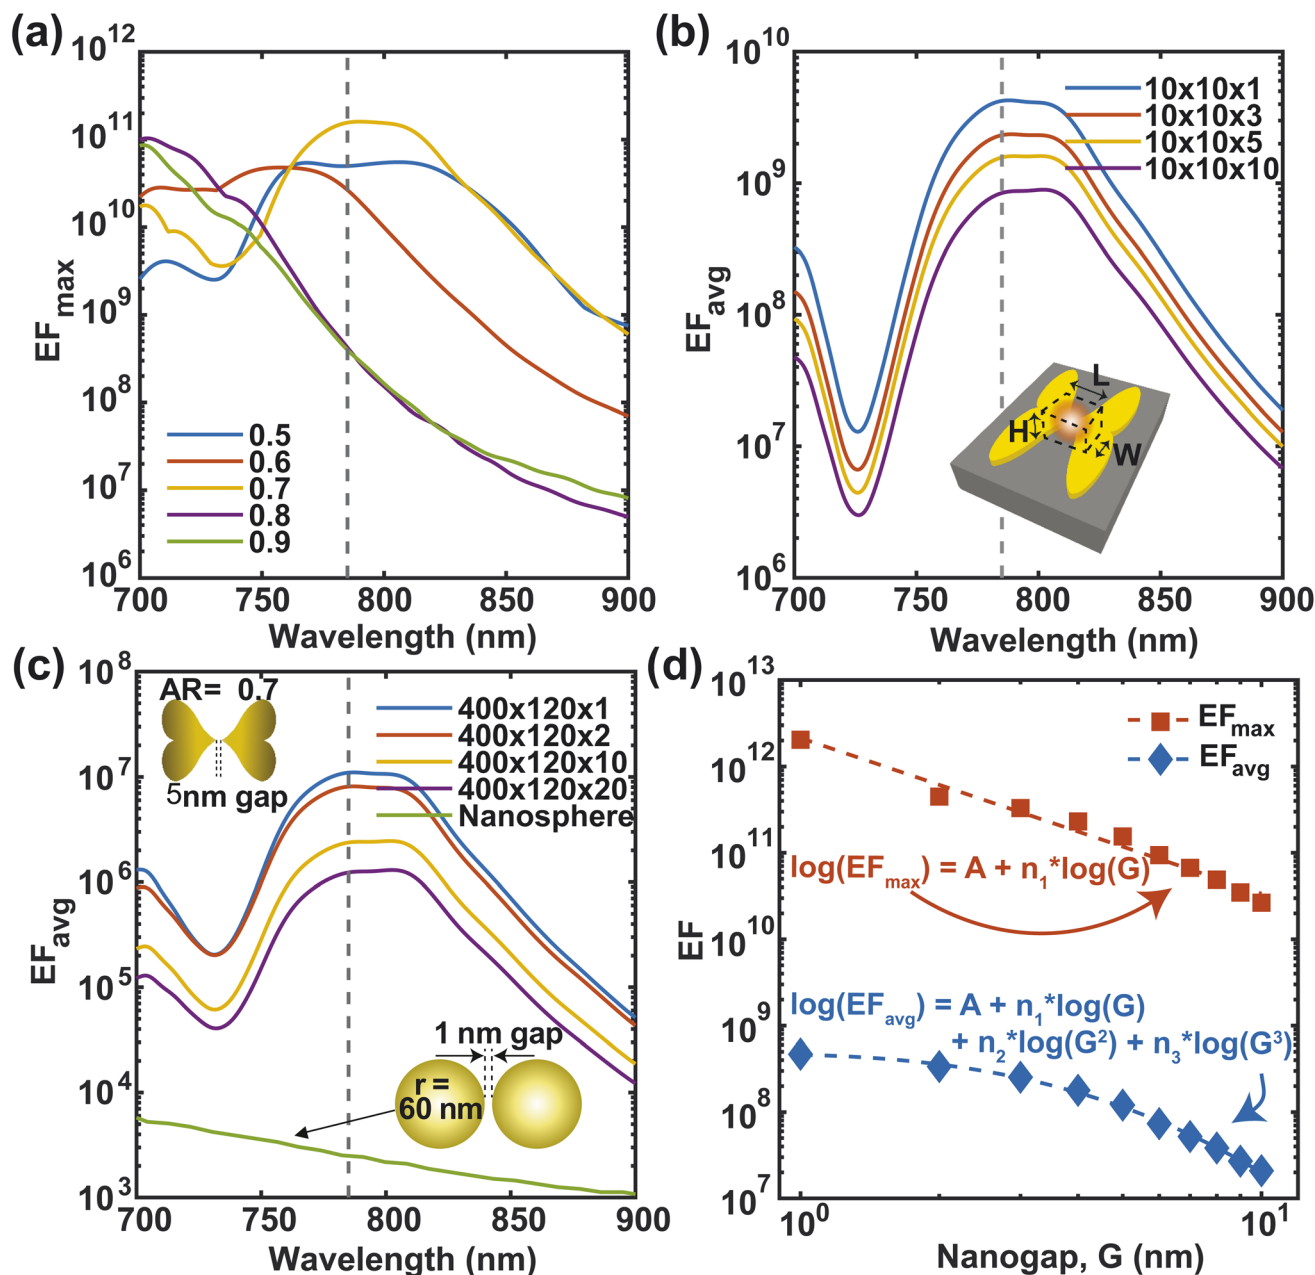 (a)
10^12
10^11
10^10
10^9
10^8
10^7
10^6
EF_max
0.5
0.6
0.7
0.8
0.9
700 750 800 850 900
Wavelength (nm)
(b)
10^10
10^9
10^8
10^7
10^6
EF_avg
10x10x1
10x10x3
10x10x5
10x10x10
L
H
W
700 750 800 850 900
Wavelength (nm)
(c)
10^8
10^7
10^6
10^5
10^4
10^3
EF_avg
AR= 0.7
5nm gap
400x120x1
400x120x2
400x120x10
400x120x20
Nanosphere
1 nm gap
r =
60 nm
700 750 800 850 900
Wavelength (nm)
(d)
10^13
10^12
10^11
10^10
10^9
10^8
10^7
EF
EF_max
EF_avg
log(EF_max) = A + n_1*log(G)
log(EF_avg) = A + n_1*log(G)
+ n_2*log(G^2) + n_3*log(G^3)
10^0 10^1
Nanogap, G (nm)